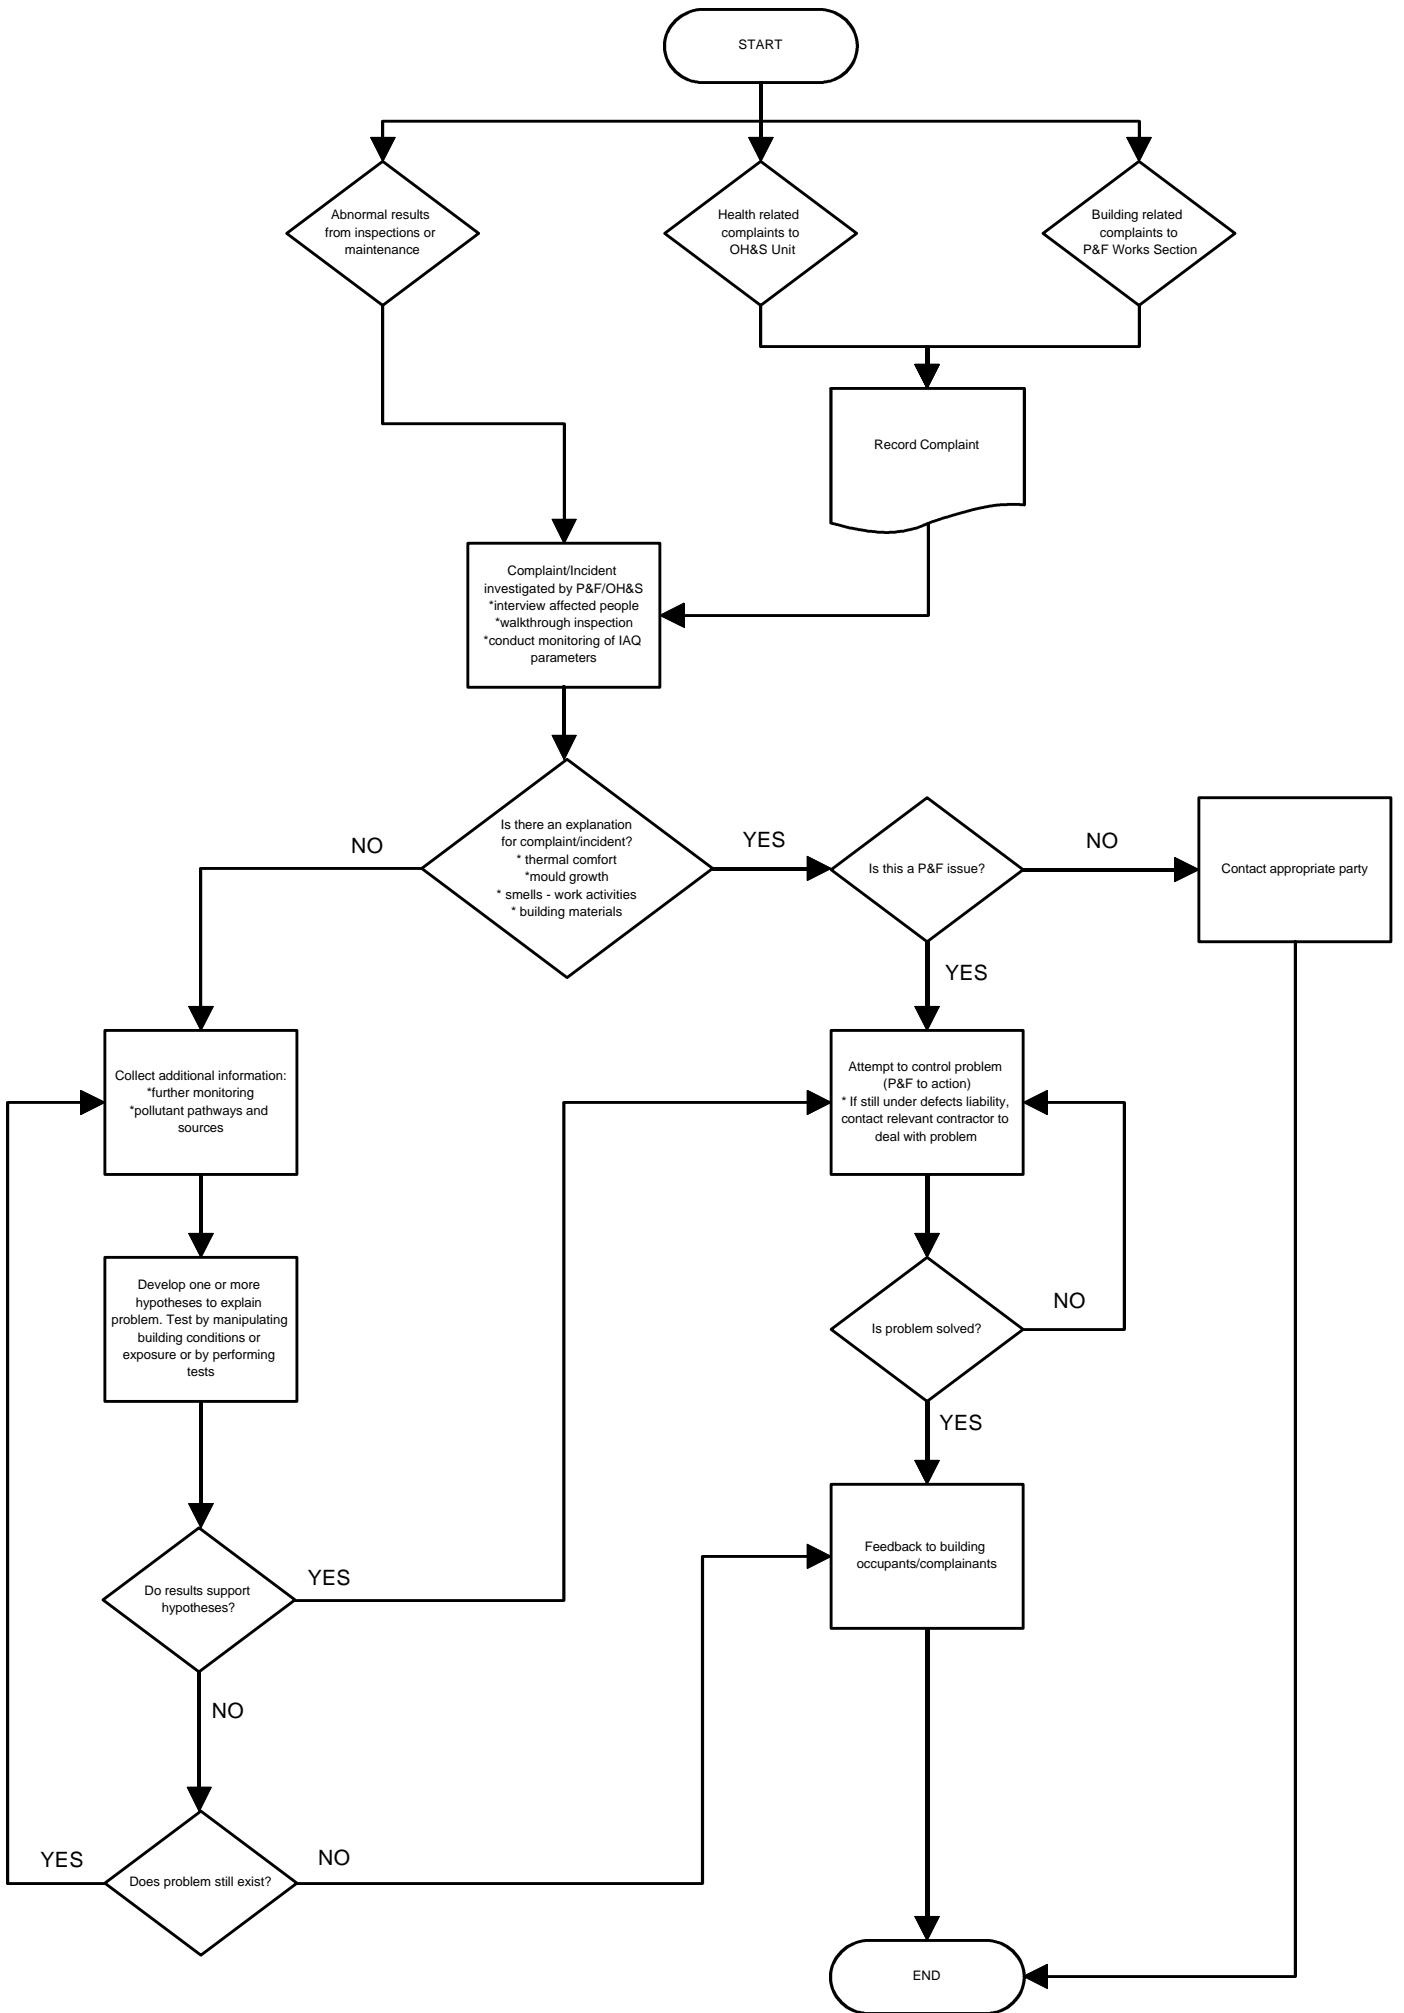 START
Abnormal results
from inspections or
maintenance
Health related
complaints to
OH&S Unit
Building related
complaints to
P&F Works Section
Record Complaint
Complaint/Incident
investigated by P&F/OH&S
*interview affected people
*walkthrough inspection
*conduct monitoring of IAQ
parameters
Is there an explanation
for complaint/incident?
* thermal comfort
*mould growth
* smells - work activities
* building materials
NO
YES
Is this a P&F issue?
NO
Contact appropriate party
YES
Collect additional information:
*further monitoring
*pollutant pathways and
sources
Attempt to control problem
(P&F to action)
* If still under defects liability,
contact relevant contractor to
deal with problem
Develop one or more
hypotheses to explain
problem. Test by manipulating
building conditions or
exposure or by performing
tests
Is problem solved?
NO
YES
Feedback to building
occupants/complainants
Do results support
hypotheses?
YES
NO
Does problem still exist?
YES
NO
END